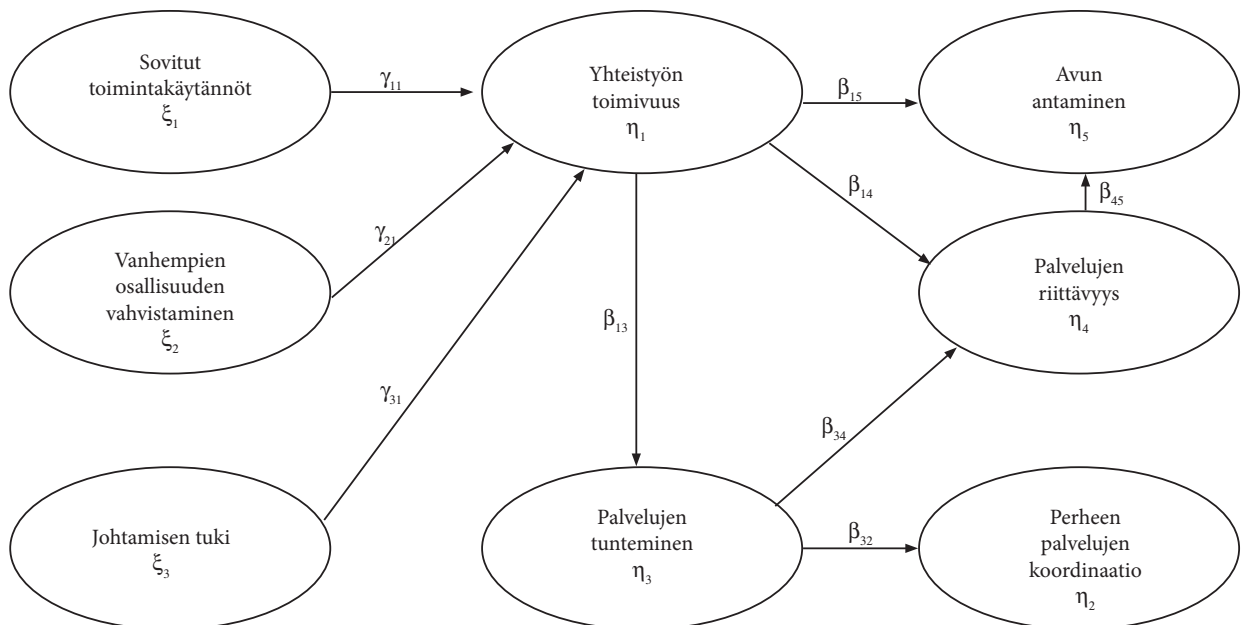 Sovitut
toimintakäytännöt
ξ₁
γ₁₁
Yhteistyön
toimivuus
η₁
β₁₅
Avun
antaminen
η₅
Vanhempien
osallisuuden
vahvistaminen
ξ₂
γ₂₁
β₁₄
β₄₅
Palvelujen
riittävyys
η₄
β₁₃
γ₃₁
β₃₄
Johtamisen tuki
ξ₃
Palvelujen
tunteminen
η₃
β₃₂
Perheen
palvelujen
koordinaatio
η₂